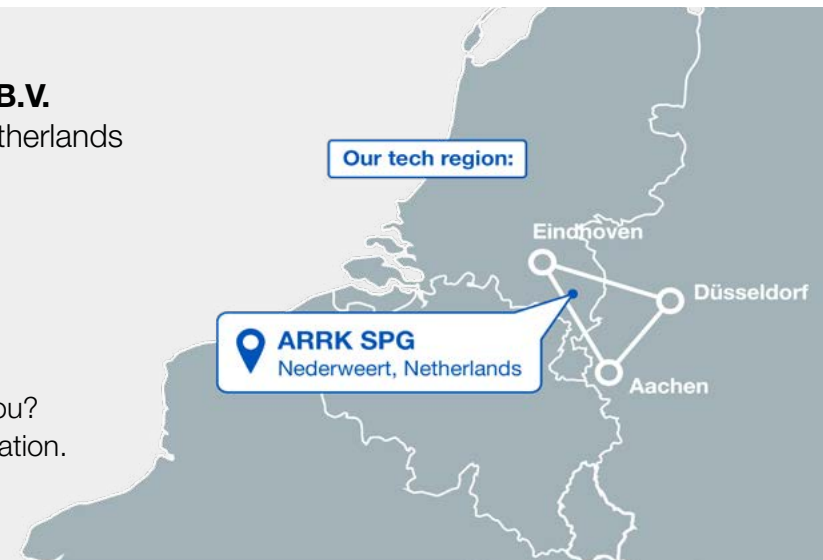 B.V.
therlands
Our tech region:
Eindhoven
Düsseldorf
ARRK SPG
Nederweert, Netherlands
Aachen
ou?
ation.